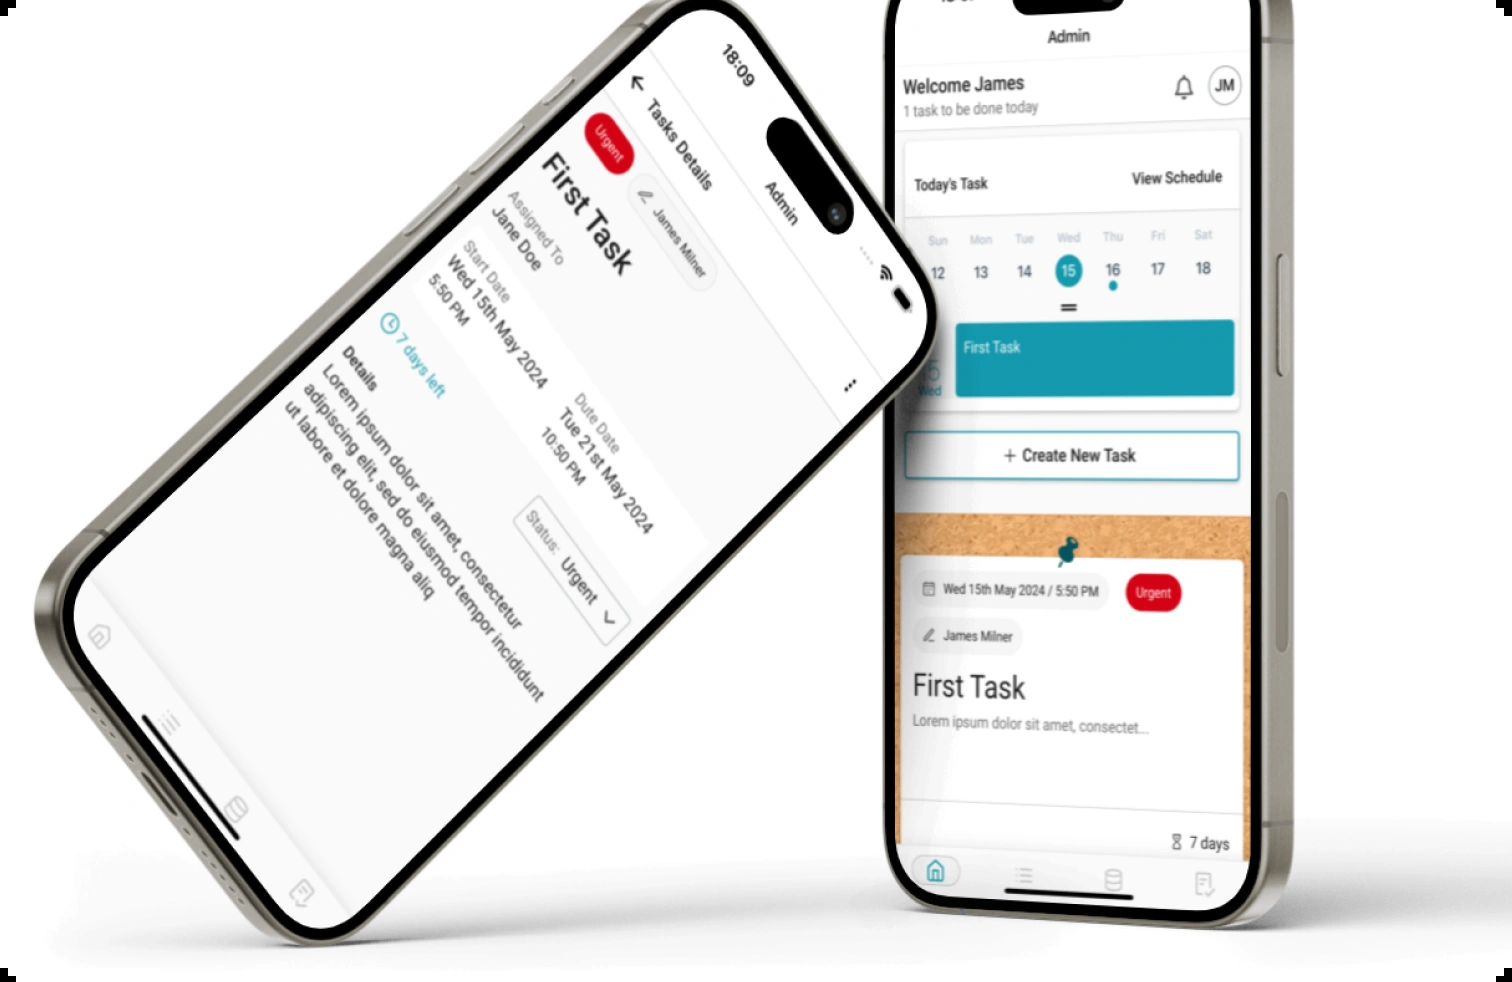 18:09
Admin
Tasks Details
Urgent
James Milner
First Task
Assigned To
Jane Doe
Start Date
Wed 15th May 2024
5:50 PM
Dute Date
Tue 21st May 2024
10:50 PM
7 days left
Status: Urgent
Details
Lorem ipsum dolor sit amet, consectetur
adipiscing elit, sed do eiusmod tempor incididunt
ut labore et dolore magna aliq
Admin
Welcome James
JM
1 task to be done today
Today's Task View Schedule
Sun Mon Tue Wed Thu Fri Sat
12 13 14 15 16 17 18
First Task
Wed
+ Create New Task
Wed 15th May 2024 / 5:50 PM
Urgent
James Milner
First Task
Lorem ipsum dolor sit amet, consectet...
7 days